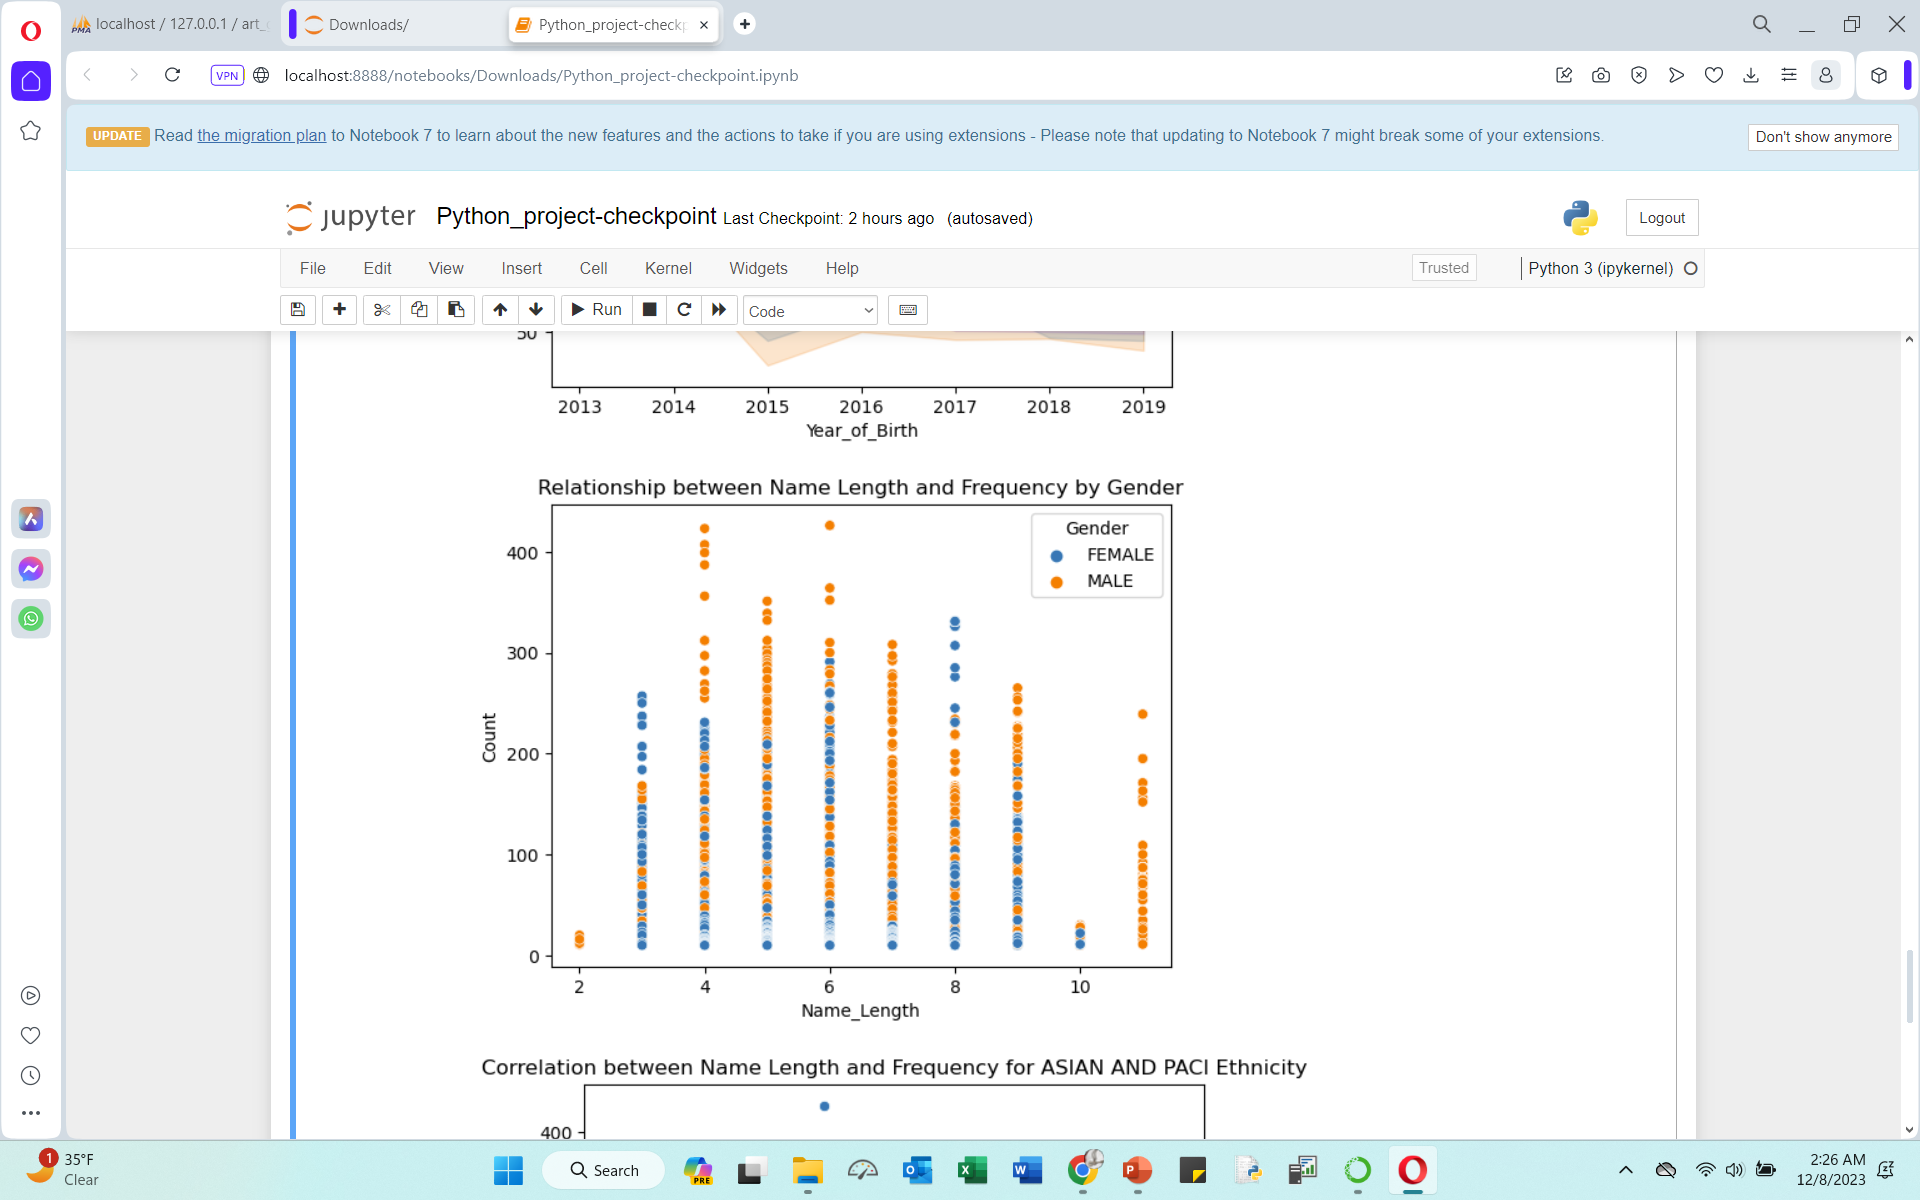 localhost / 127.0.0.1 / art_
Downloads/
Python_project-check
VPN
localhost:8888/notebooks/Downloads/Python_project-checkpoint.ipynb
UPDATE Read the migration plan to Notebook 7 to learn about the new features and the actions to take if you are using extensions - Please note that updating to Notebook 7 might break some of your extensions.
Don't show anymore
jupyter Python_project-checkpoint Last Checkpoint: 2 hours ago (autosaved)
Logout
File Edit View Insert Cell Kernel Widgets Help
Trusted
Python 3 (ipykernel)
Run
Code
50
2013 2014 2015 2016 2017 2018 2019
Year_of_Birth
Relationship between Name Length and Frequency by Gender
Gender
FEMALE
MALE
400
300
200
100
0
Count
2 4 6 8 10
Name_Length
Correlation between Name Length and Frequency for ASIAN AND PACI Ethnicity
400
1
35°F
Clear
Search
PRE
2:26 AM
12/8/2023